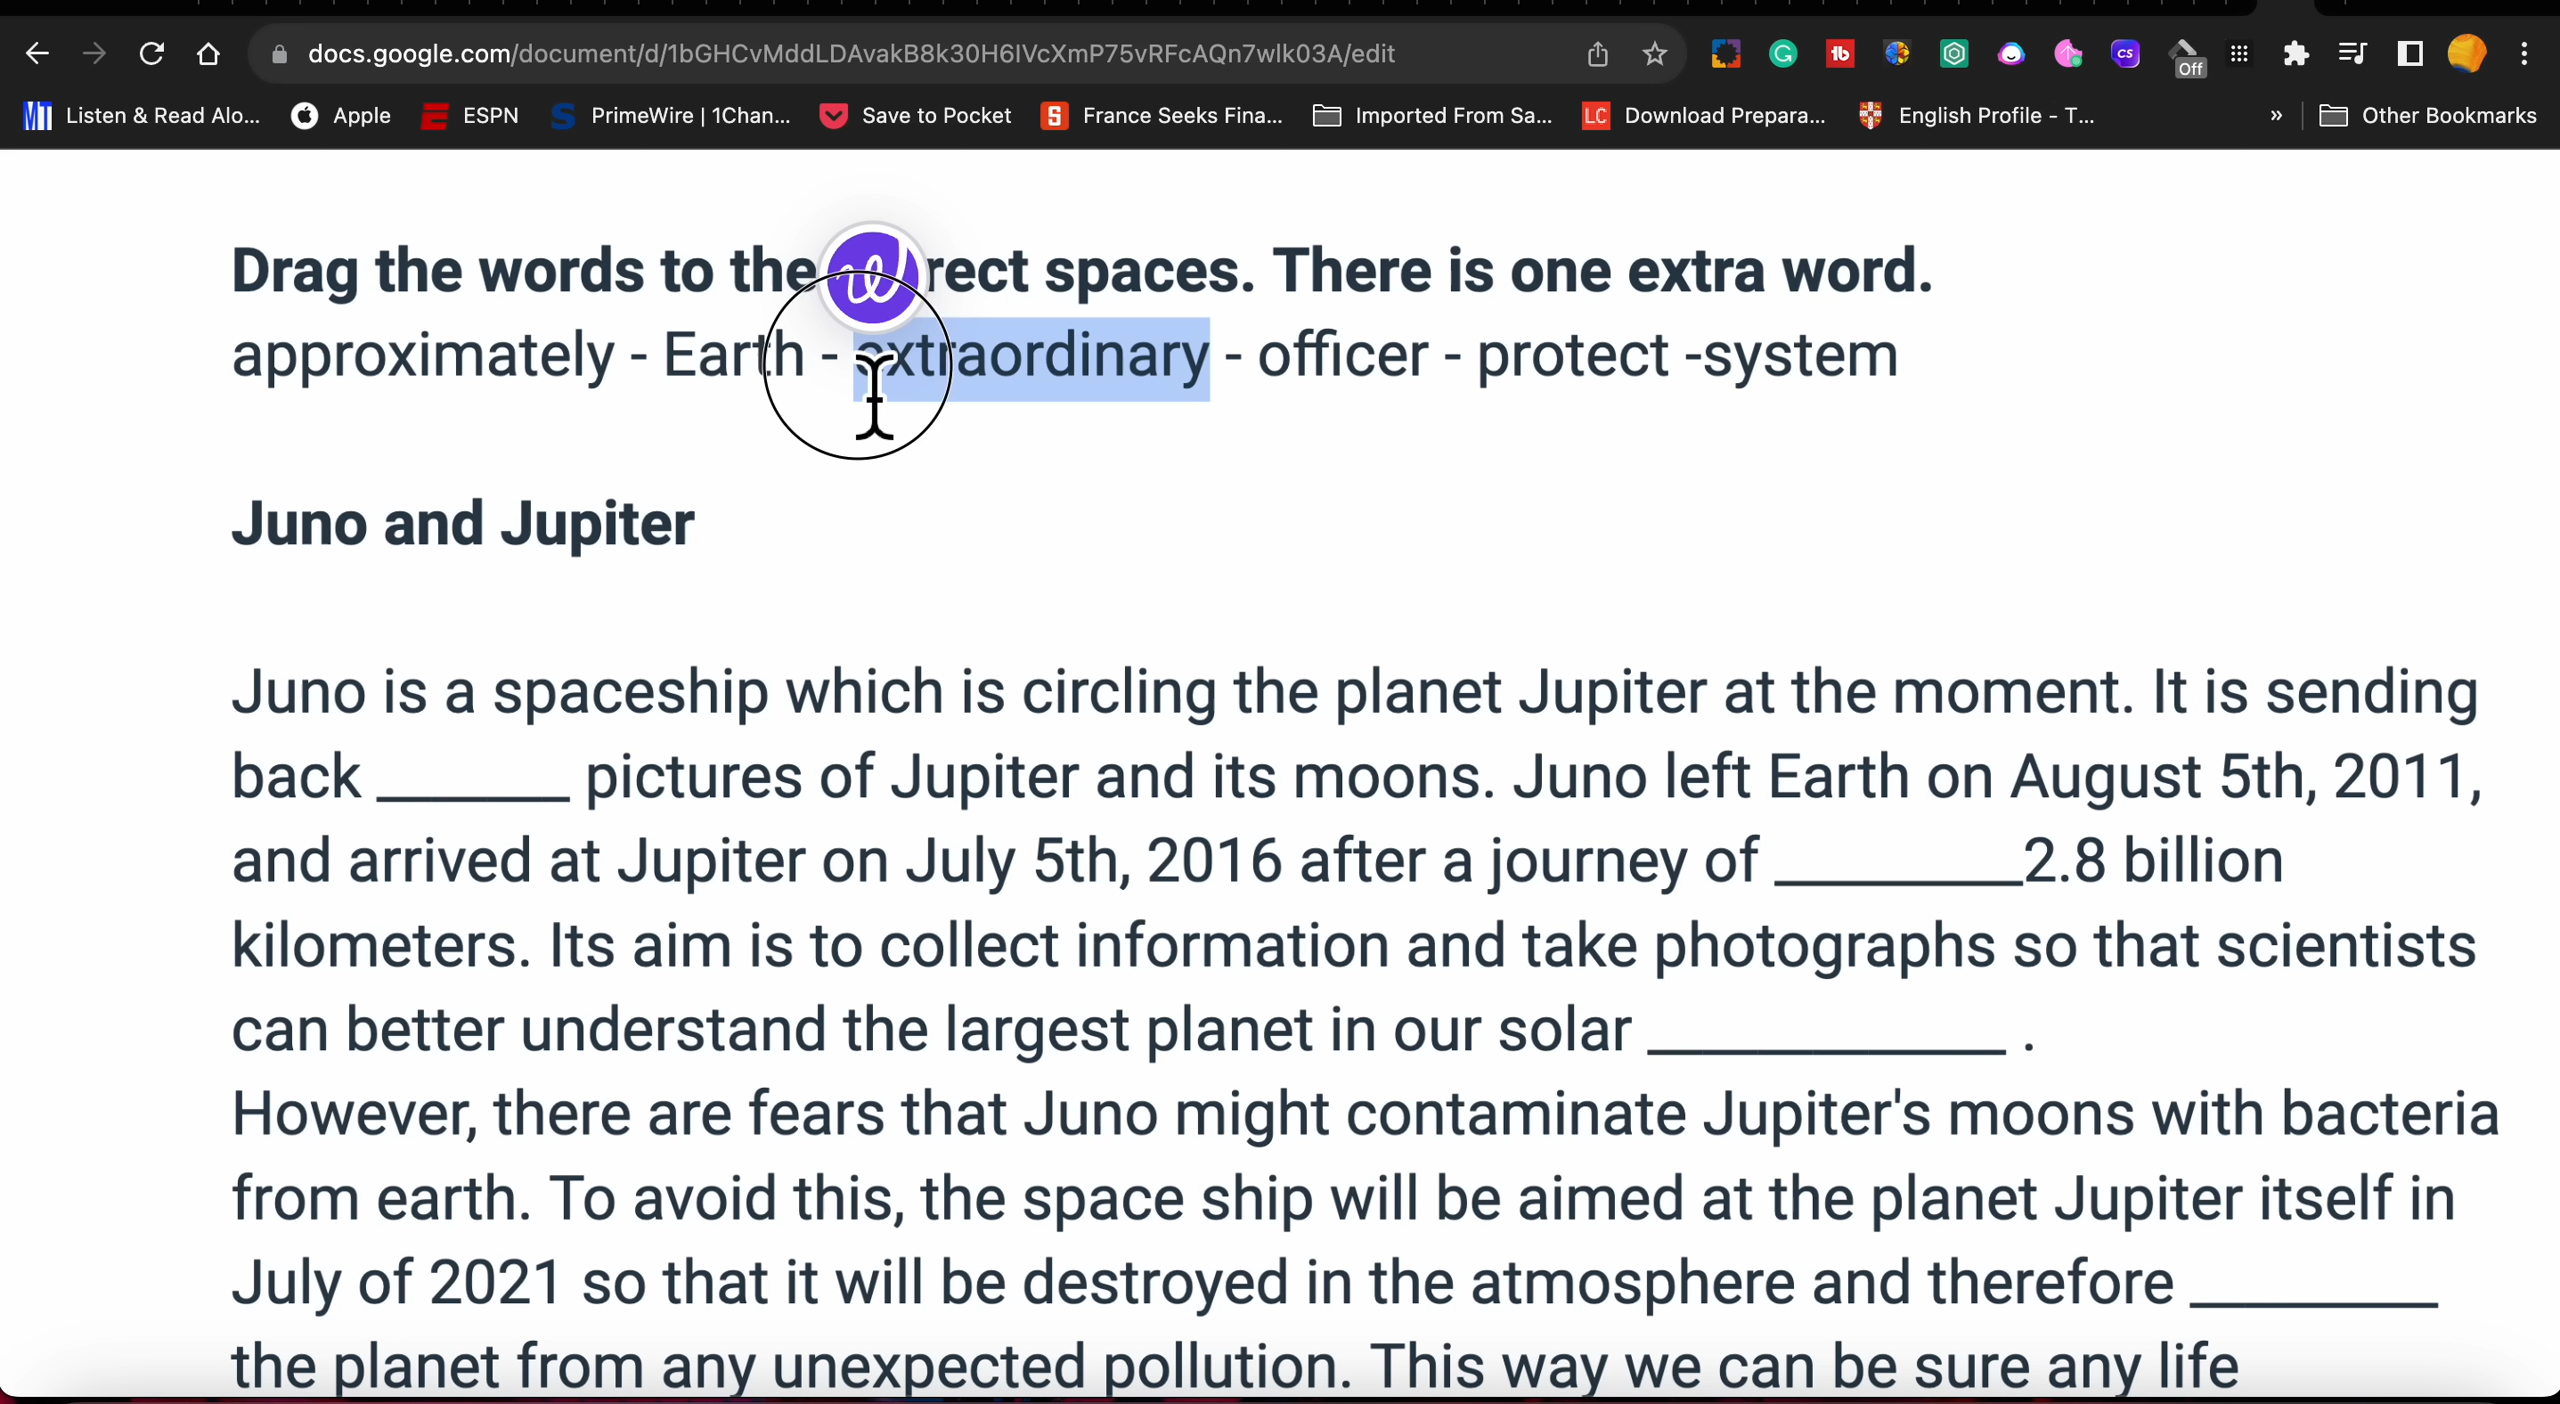 docs.google.com/document/d/1bGHCvMddLDAvakB8k30H6IVcXmP75vRFcAQn7wlk03A/edit
Off
Listen & Read Alo... Apple ESPN PrimeWire | 1Chan... Save to Pocket France Seeks Fina... Imported From Sa... LC Download Prepara... English Profile - T... » Other Bookmarks
Drag the words to the rect spaces. There is one extra word.
approximately - Earth - extraordinary - officer - protect -system
Juno and Jupiter
Juno is a spaceship which is circling the planet Jupiter at the moment. It is sending
back _______ pictures of Jupiter and its moons. Juno left Earth on August 5th, 2011,
and arrived at Jupiter on July 5th, 2016 after a journey of _________2.8 billion
kilometers. Its aim is to collect information and take photographs so that scientists
can better understand the largest planet in our solar _____________ .
However, there are fears that Juno might contaminate Jupiter's moons with bacteria
from earth. To avoid this, the space ship will be aimed at the planet Jupiter itself in
July of 2021 so that it will be destroyed in the atmosphere and therefore _________
the planet from any unexpected pollution. This way we can be sure any life